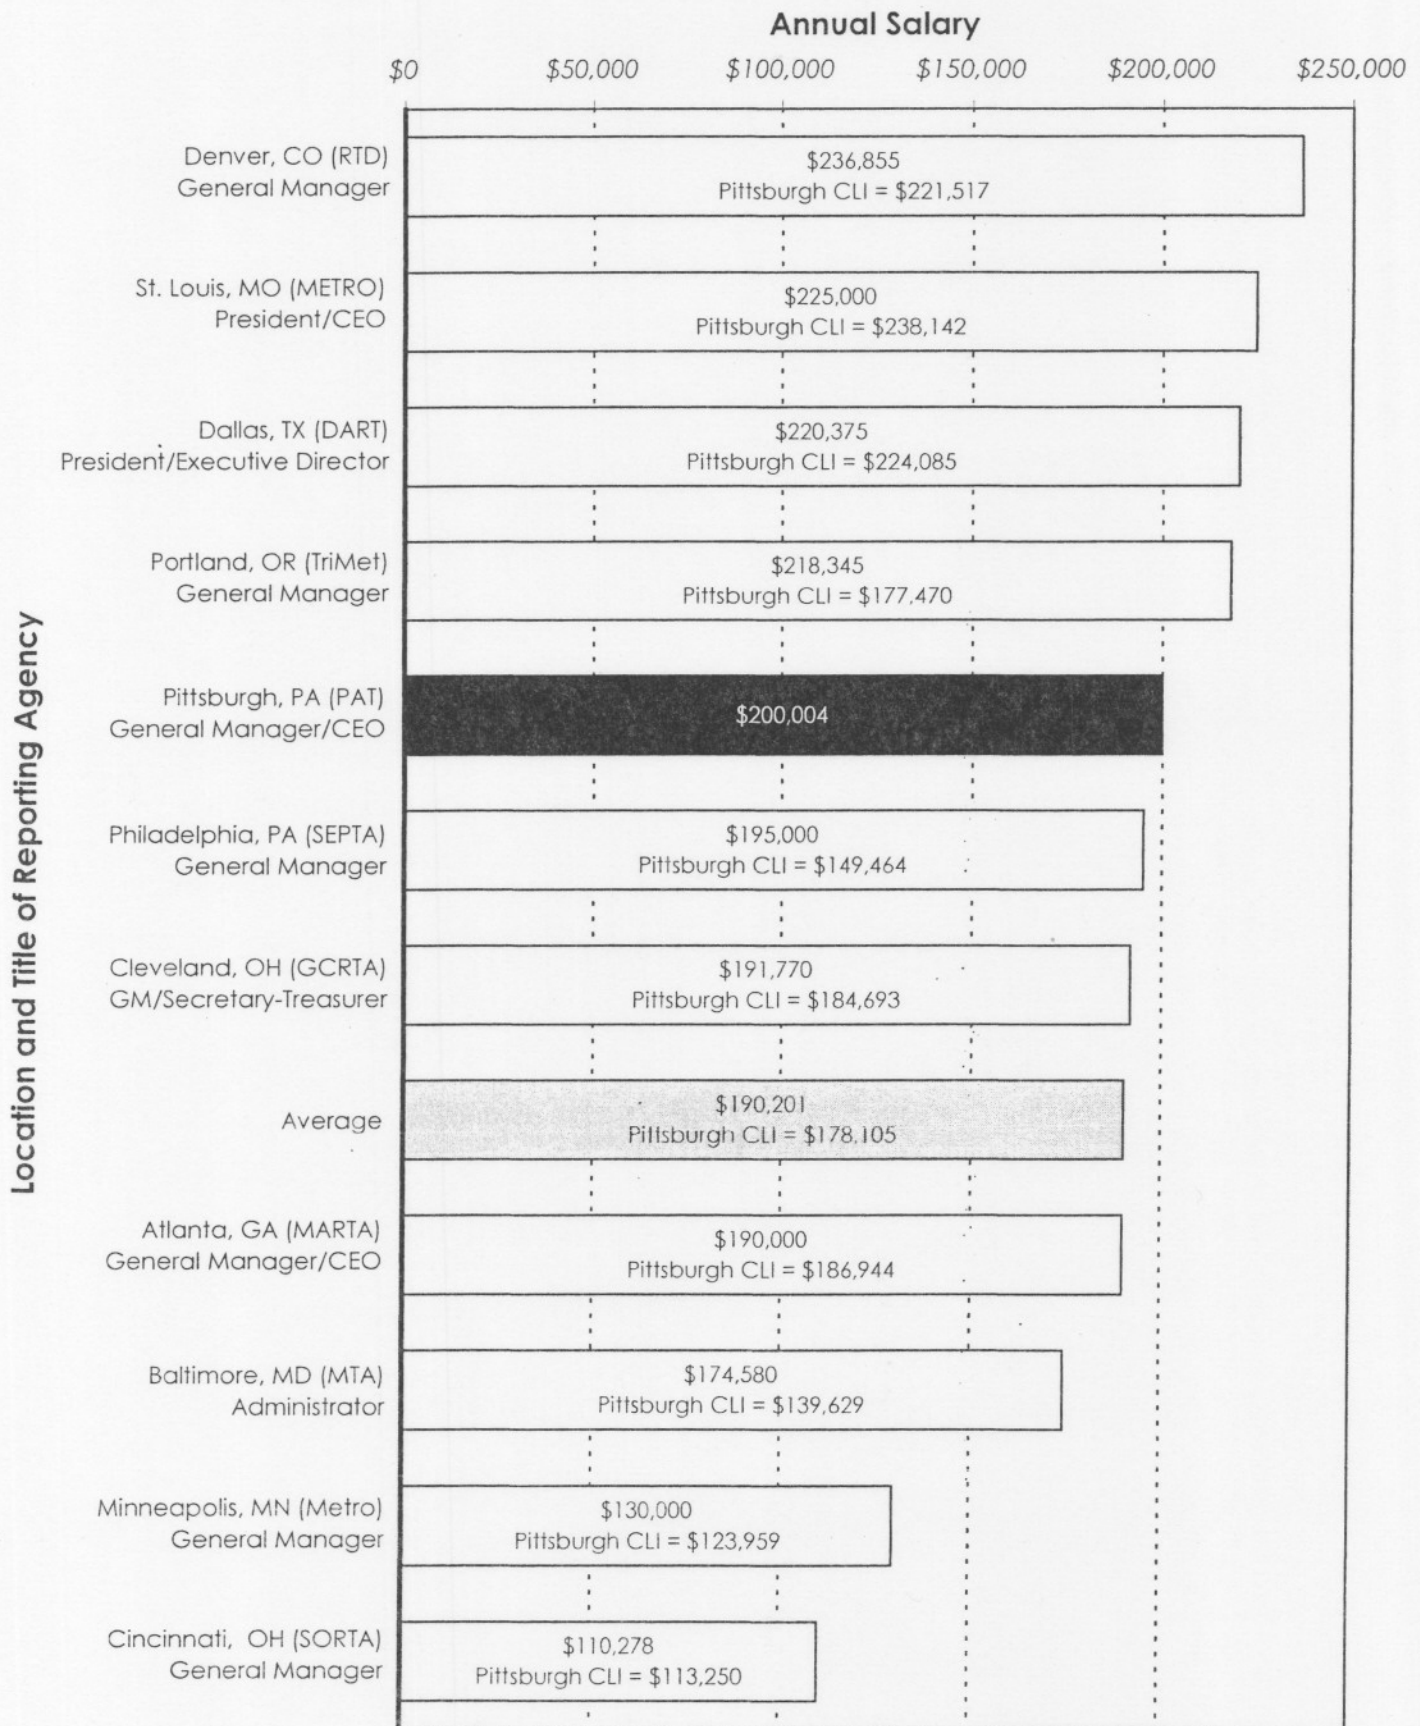 Annual Salary
$0 $50,000 $100,000 $150,000 $200,000 $250,000
Location and Title of Reporting Agency
Denver, CO (RTD)
General Manager
$236,855
Pittsburgh CLI = $221,517
St. Louis, MO (METRO)
President/CEO
$225,000
Pittsburgh CLI = $238,142
Dallas, TX (DART)
President/Executive Director
$220,375
Pittsburgh CLI = $224,085
Portland, OR (TriMet)
General Manager
$218,345
Pittsburgh CLI = $177,470
Pittsburgh, PA (PAT)
General Manager/CEO
$200,004
Philadelphia, PA (SEPTA)
General Manager
$195,000
Pittsburgh CLI = $149,464
Cleveland, OH (GCRTA)
GM/Secretary-Treasurer
$191,770
Pittsburgh CLI = $184,693
Average
$190,201
Pittsburgh CLI = $178,105
Atlanta, GA (MARTA)
General Manager/CEO
$190,000
Pittsburgh CLI = $186,944
Baltimore, MD (MTA)
Administrator
$174,580
Pittsburgh CLI = $139,629
Minneapolis, MN (Metro)
General Manager
$130,000
Pittsburgh CLI = $123,959
Cincinnati, OH (SORTA)
General Manager
$110,278
Pittsburgh CLI = $113,250